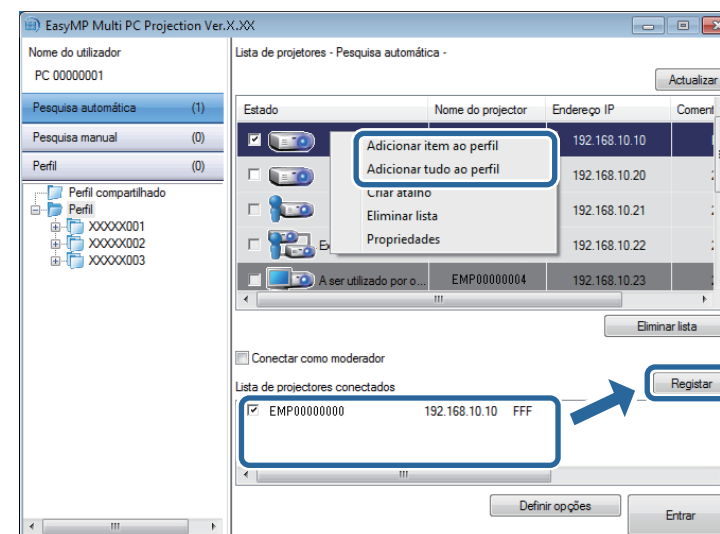 EasyMP Multi PC Projection Ver.X.XX
Nome do utilizador
PC 00000001
Pesquisa automática (1)
Pesquisa manual (0)
Perfil (0)
Perfil compartilhado
Perfil
XXXXX001
XXXXX002
XXXXX003
Lista de projetores - Pesquisa automática -
Actualizar
Estado Nome do projector Endereço IP Coment
192.168.10.10
192.168.10.20
192.168.10.21
192.168.10.22
A ser utilizado por o... EMP00000004 192.168.10.23
Adicionar item ao perfil
Adicionar tudo ao perfil
Criar atalho
Eliminar lista
Propriedades
Eliminar lista
Conectar como moderador
Lista de projectores conectados
Registar
EMP00000000 192.168.10.10 FFF
Definir opções
Entrar